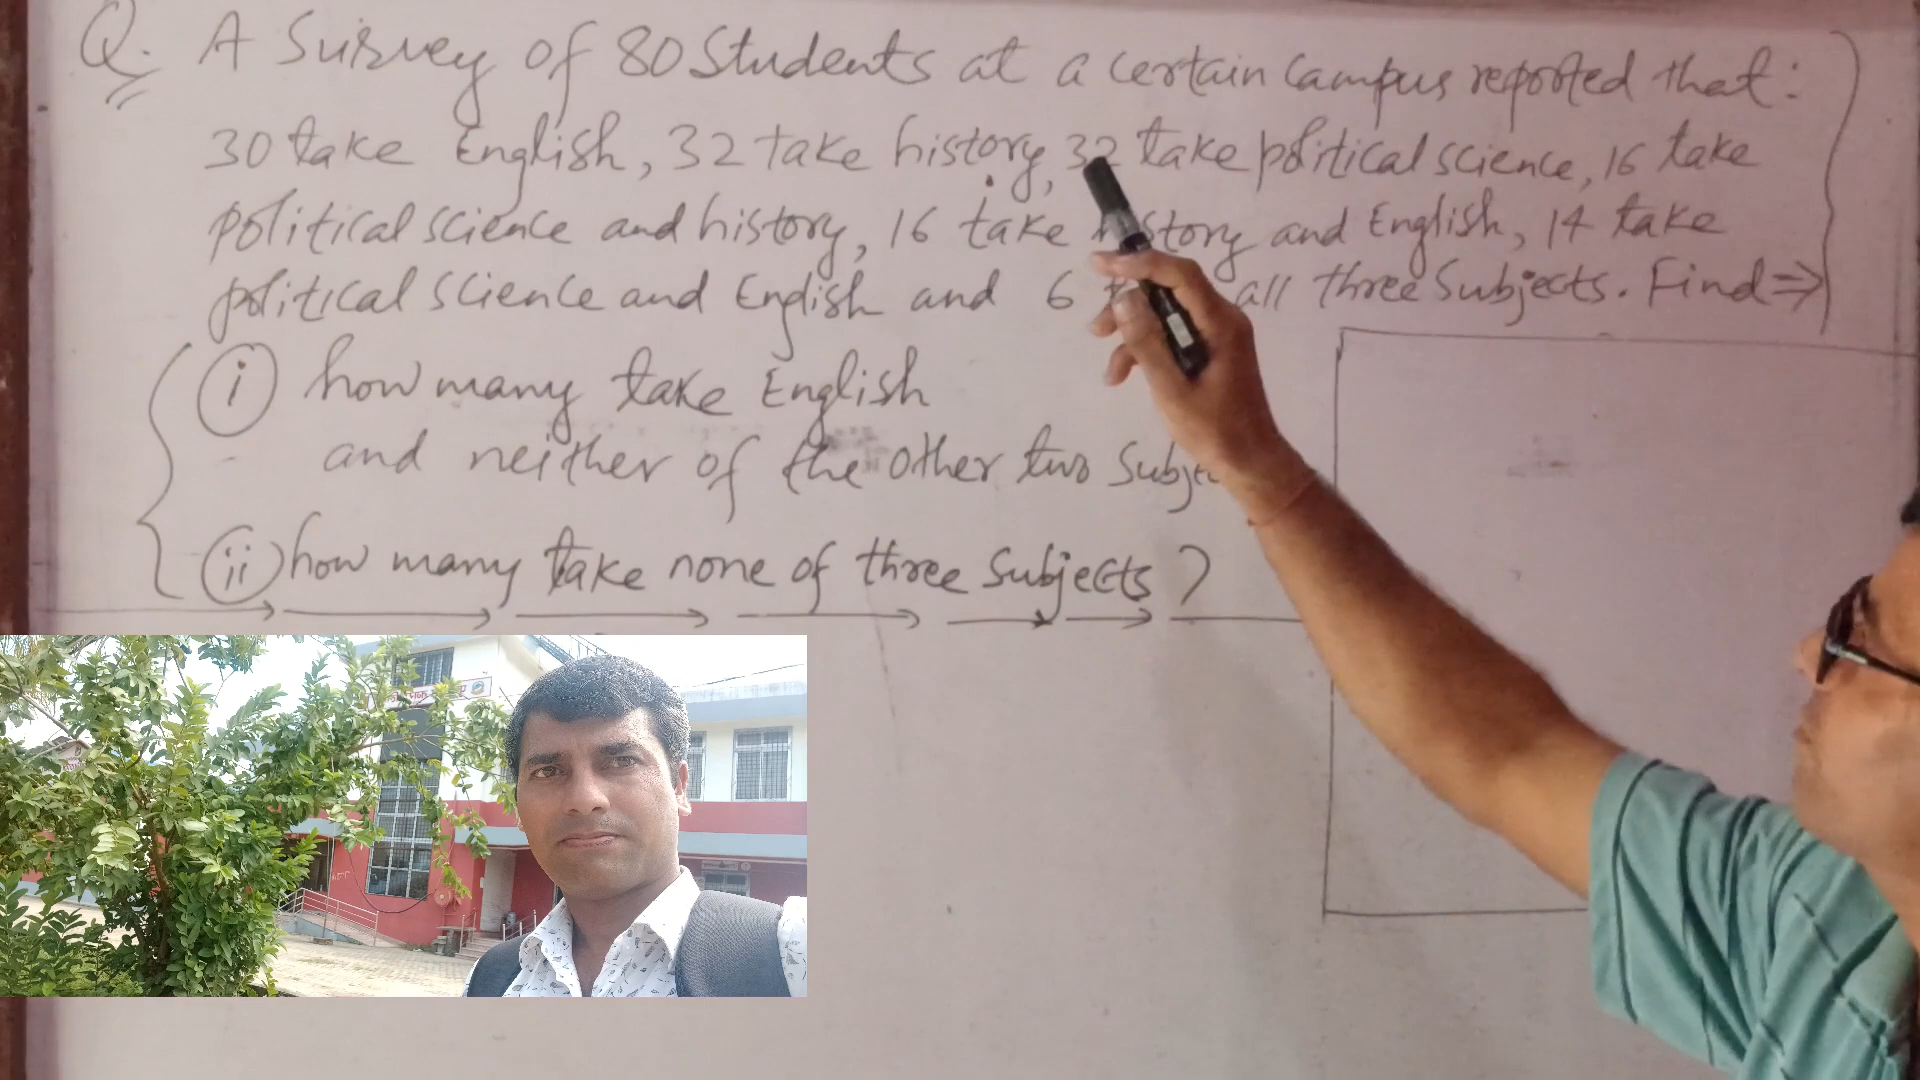 Q. A Survey of 80 Students at a certain campus reported that:
30 take English, 32 take history, 32 take political science, 16 take
political science and history, 16 take history and English, 14 take
political science and English and 6 all three Subjects. Find ⇒
(i) how many take English
and neither of the other two
(ii) how many take none of three Subjects ?